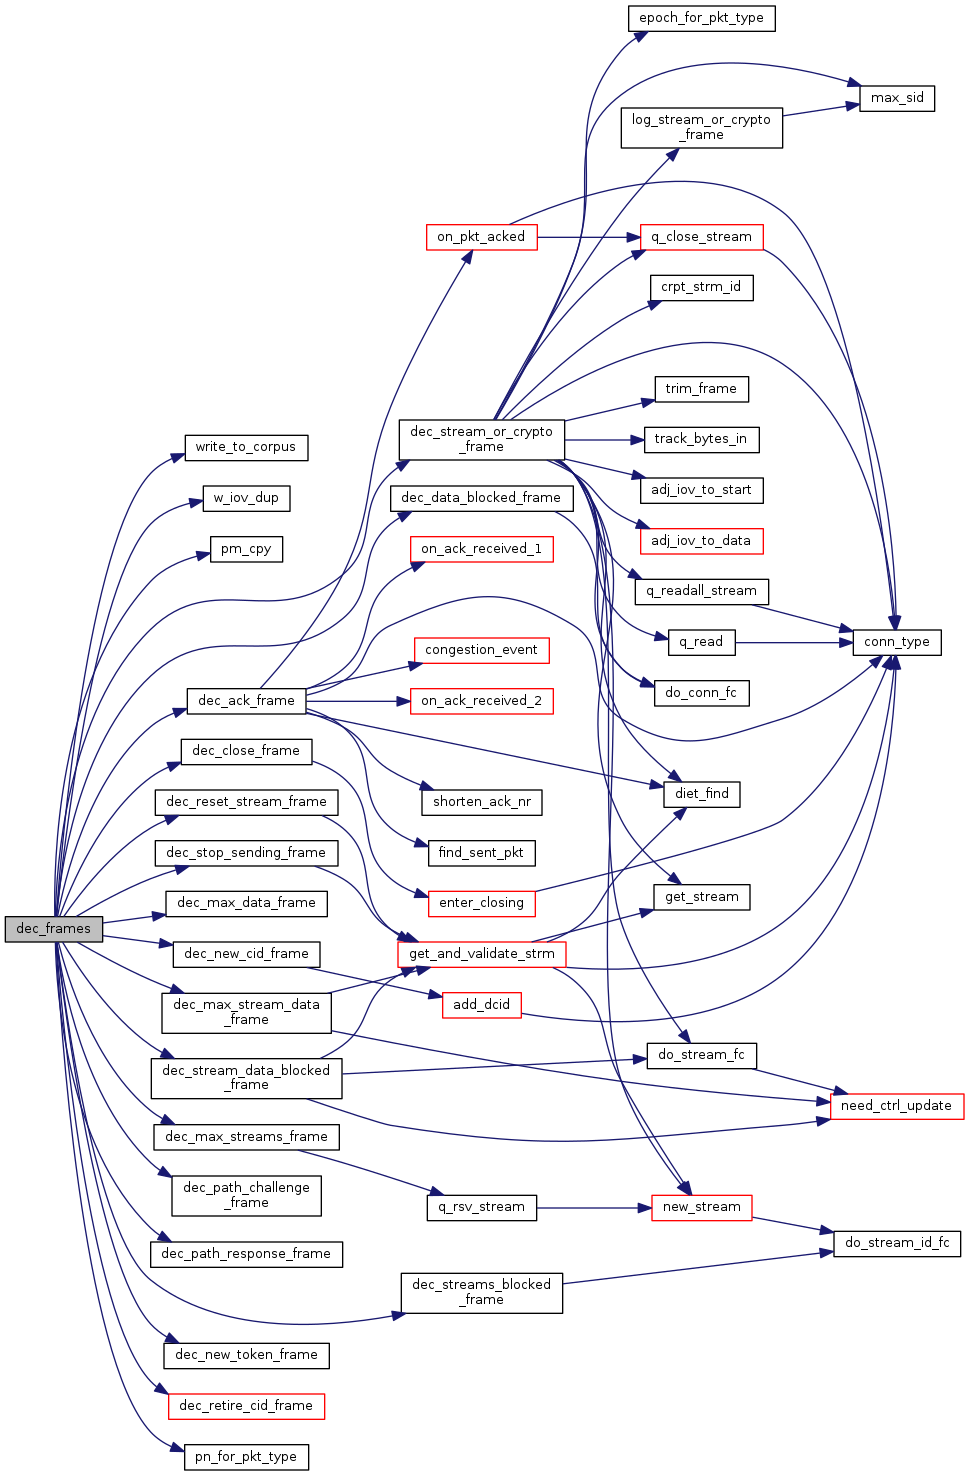 epoch_for_pkt_type
max_sid
log_stream_or_crypto
_frame
on_pkt_acked
q_close_stream
crpt_strm_id
trim_frame
dec_stream_or_crypto
_frame
track_bytes_in
write_to_corpus
adj_iov_to_start
dec_data_blocked_frame
w_iov_dup
adj_iov_to_data
on_ack_received_1
pm_cpy
q_readall_stream
conn_type
q_read
congestion_event
do_conn_fc
dec_ack_frame
on_ack_received_2
dec_close_frame
diet_find
dec_reset_stream_frame
shorten_ack_nr
dec_stop_sending_frame
find_sent_pkt
get_stream
dec_max_data_frame
enter_closing
dec_frames
dec_new_cid_frame
get_and_validate_strm
dec_max_stream_data
_frame
add_dcid
do_stream_fc
dec_stream_data_blocked
_frame
need_ctrl_update
dec_max_streams_frame
dec_path_challenge
_frame
q_rsv_stream
new_stream
do_stream_id_fc
dec_path_response_frame
dec_streams_blocked
_frame
dec_new_token_frame
dec_retire_cid_frame
pn_for_pkt_type